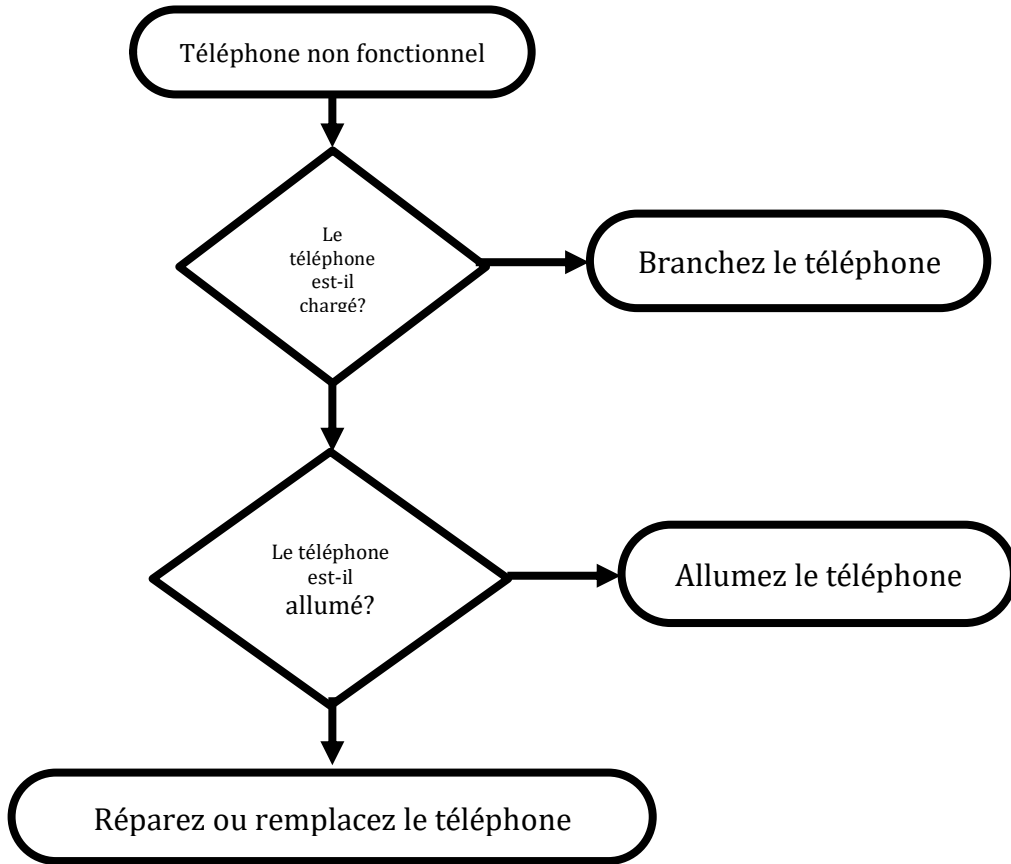 Téléphone non fonctionnel
Le
téléphone
est-il
chargé?
Branchez le téléphone
Le téléphone
est-il
allumé?
Allumez le téléphone
Réparez ou remplacez le téléphone